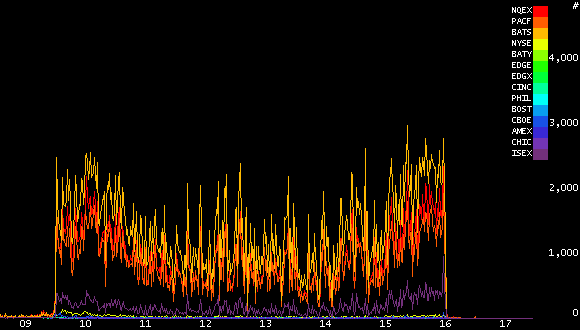 #
NQEX
PACF
BATS
NYSE
BATY
EDGE
EDGX
CINC
PHIL
BOST
CBOE
AMEX
CHIC
ISEX
4,000
3,000
2,000
1,000
0
09 10 11 12 13 14 15 16 17